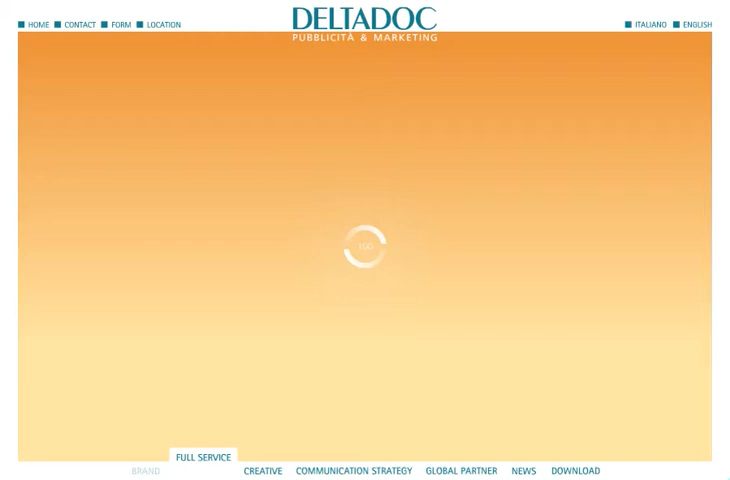 HOME CONTACT FORM LOCATION
DELTADOC
PUBBLICITÀ & MARKETING
ITALIANO ENGLISH
100
FULL SERVICE
BRAND CREATIVE COMMUNICATION STRATEGY GLOBAL PARTNER NEWS DOWNLOAD